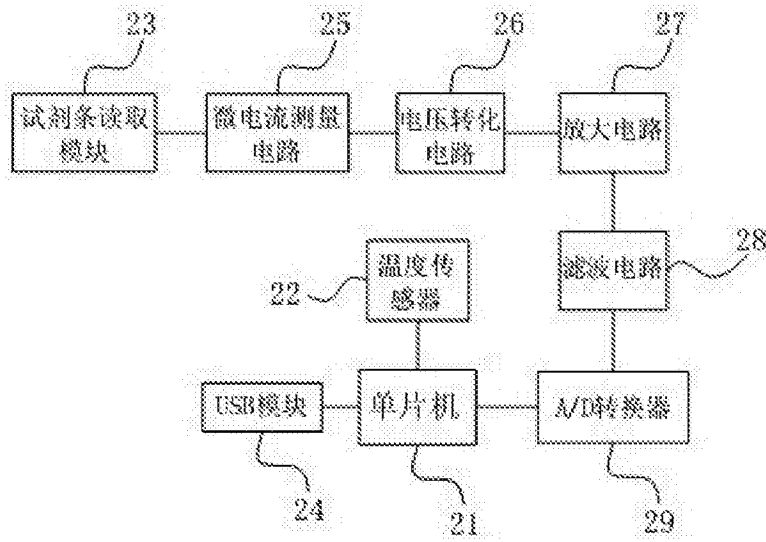 23
25
26
27
试剂条读取
模块
微电流测量
电路
电压转化
电路
放大电路
28
滤波电路
22
温度传
感器
USB模块
单片机
A/D转换器
24
21
29